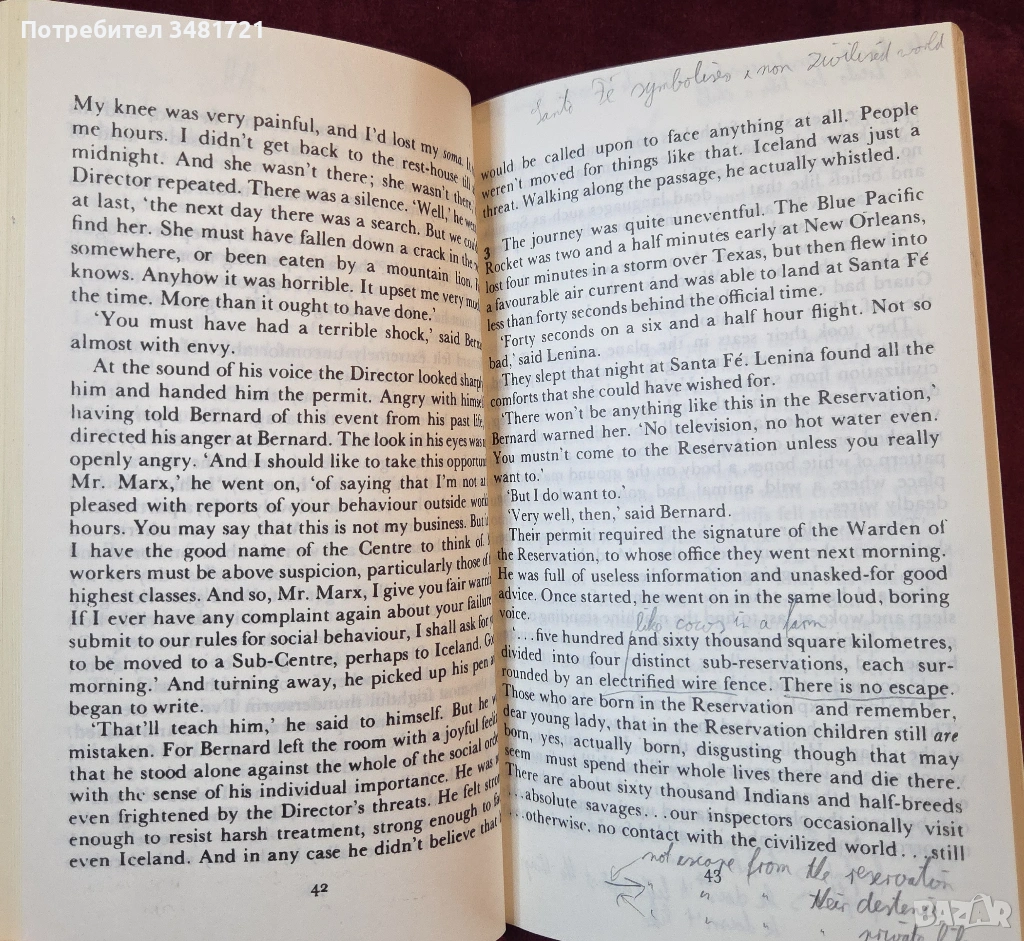 Потребител 3481721
My knee was very painful, and I'd lost my soma. It
me hours. I didn't get back to the rest-house till
midnight. And she wasn't there; she wasn't there,'
Director repeated. There was a silence. 'Well,' he
at last, 'the next day there was a search. But we
find her. She must have fallen down a crack in the
somewhere, or been eaten by a mountain lion.
knows. Anyhow it was horrible. It upset me very
the time. More than it ought to have done.'
'You must have had a terrible shock,' said
almost with envy.
At the sound of his voice the Director looked
him and handed him the permit. Angry with
having told Bernard of this event from his past life,
directed his anger at Bernard. The look in his eyes was
openly angry. 'And I should like to take this
Mr. Marx,' he went on, 'of saying that I'm not
pleased with reports of your behaviour outside
hours. You may say that this is not my business. But
I have the good name of the Centre to think of.
workers must be above suspicion, particularly those of
highest classes. And so, Mr. Marx, I give you fair
If I ever have any complaint again about your failure
submit to our rules for social behaviour, I shall ask for
to be moved to a Sub-Centre, perhaps to Iceland.
morning.' And turning away, he picked up his pen
began to write.
'That'll teach him,' he said to himself. But he
mistaken. For Bernard left the room with a joyful
that he stood alone against the whole of the social
with the sense of his individual importance. He was
even frightened by the Director's threats. He felt
enough to resist harsh treatment, strong enough to
even Iceland. And in any case he didn't believe that
42
Santo Fé symbolises a non zivilised world
would be called upon to face anything at all. People
weren't moved for things like that. Iceland was just a
threat. Walking along the passage, he actually whistled.
3 The journey was quite uneventful. The Blue Pacific
Rocket was two and a half minutes early at New Orleans,
lost four minutes in a storm over Texas, but then flew into
a favourable air current and was able to land at Santa Fé
less than forty seconds behind the official time.
'Forty seconds on a six and a half hour flight. Not so
bad,' said Lenina.
They slept that night at Santa Fé. Lenina found all the
comforts that she could have wished for.
'There won't be anything like this in the Reservation,'
Bernard warned her. 'No television, no hot water even.
You mustn't come to the Reservation unless you really
want to.'
'But I do want to.'
'Very well, then,' said Bernard.
Their permit required the signature of the Warden of
the Reservation, to whose office they went next morning.
He was full of useless information and unasked-for good
advice. Once started, he went on in the same loud, boring
voice.
like cows in a farm
'...five hundred and sixty thousand square kilometres,
divided into four distinct sub-reservations, each sur-
rounded by an electrified wire fence. There is no escape.
Those who are born in the Reservation and remember,
dear young lady, that in the Reservation children still are
born, yes, actually born, disgusting though that may
seem must spend their whole lives there and die there.
There are about sixty thousand Indians and half-breeds
...absolute savages...our inspectors occasionally visit
...otherwise, no contact with the civilized world...still
not escape from the reservation
43
" " " their
"
BAZAR